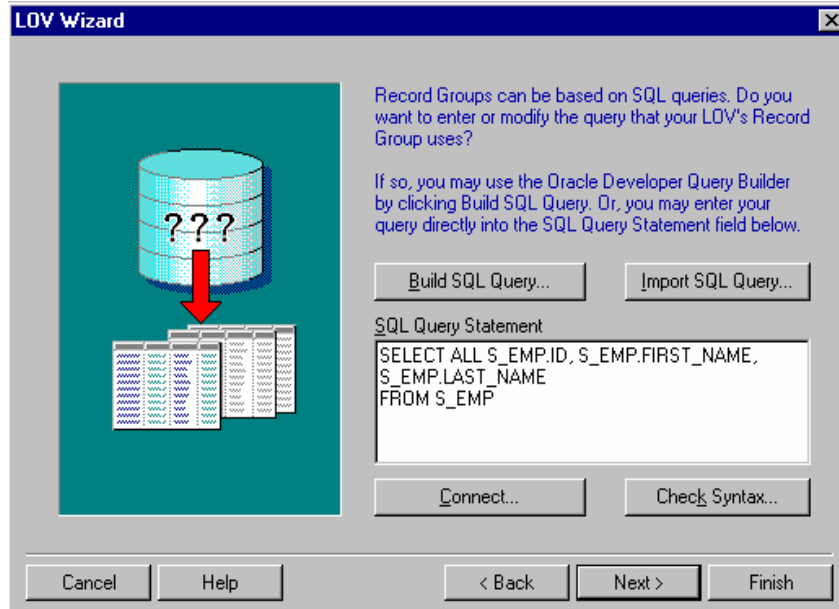 LOV Wizard
Record Groups can be based on SQL queries. Do you
want to enter or modify the query that your LOV's Record
Group uses?
If so, you may use the Oracle Developer Query Builder
by clicking Build SQL Query. Or, you may enter your
query directly into the SQL Query Statement field below.
???
Build SQL Query...
Import SQL Query...
SQL Query Statement
SELECT ALL S_EMP.ID, S_EMP.FIRST_NAME,
S_EMP.LAST_NAME
FROM S_EMP
Connect...
Check Syntax...
Cancel
Help
< Back
Next >
Finish